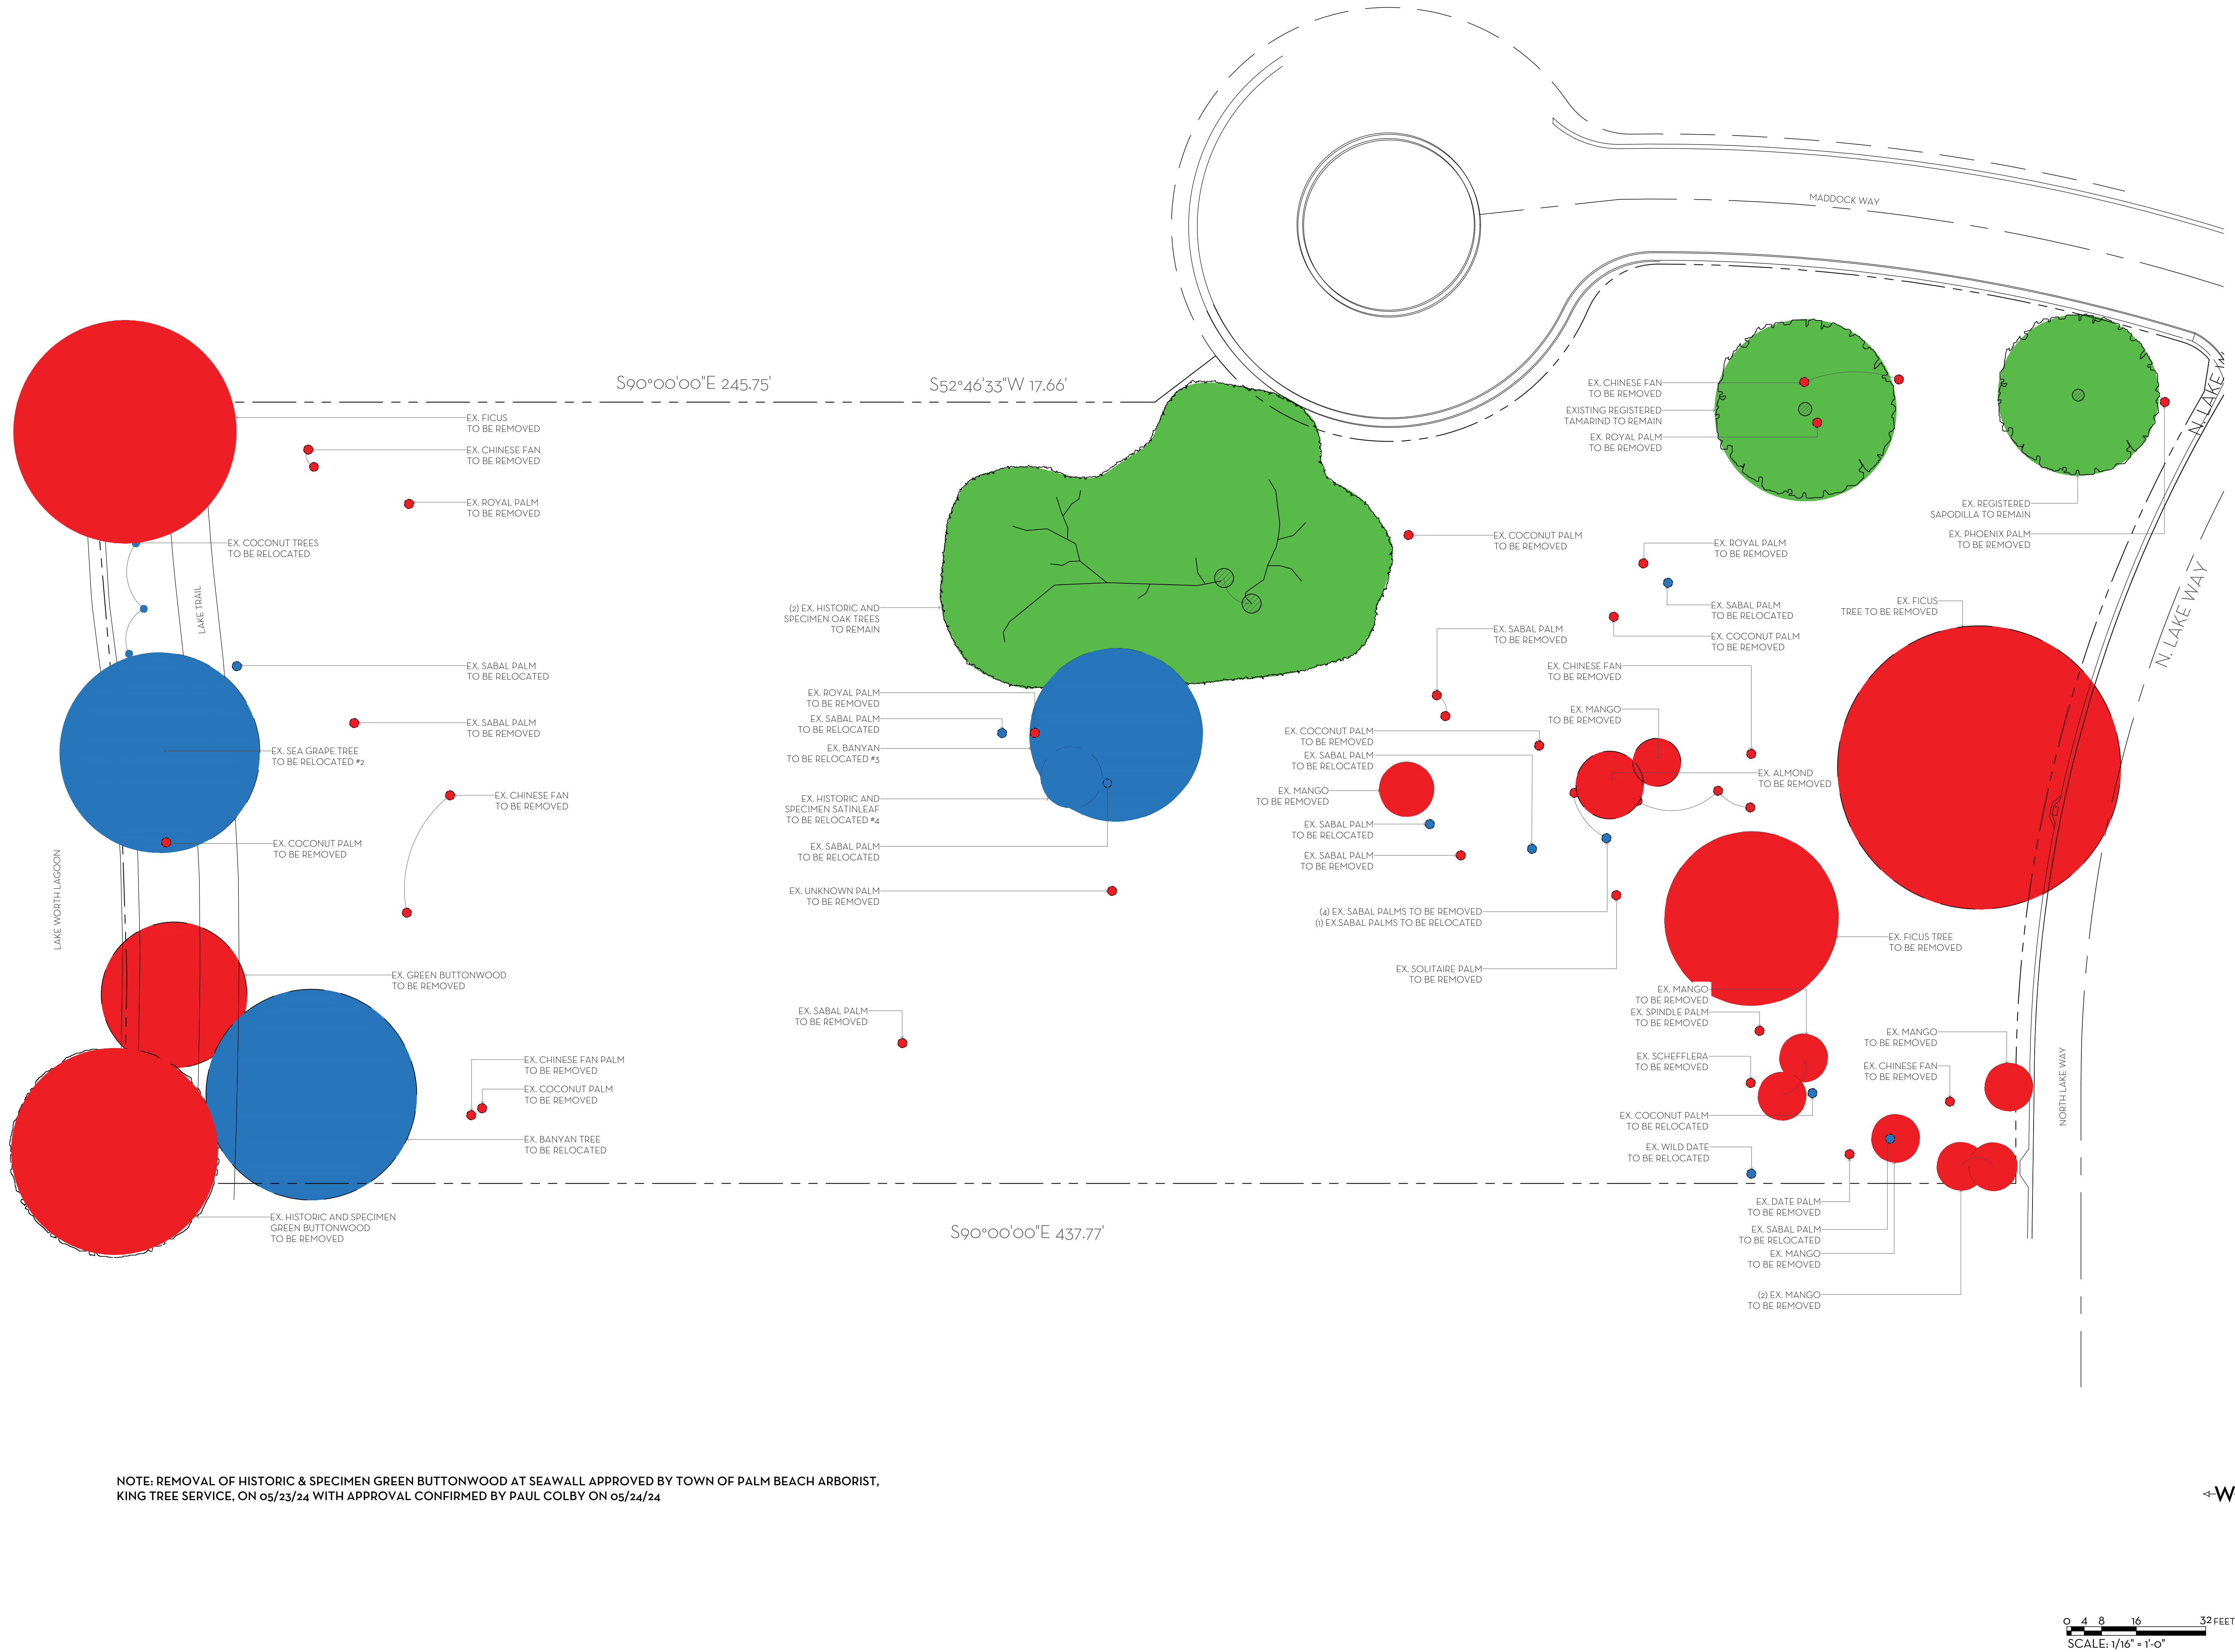 MADDOCK WAY
S90°00'00"E 245.75'
S52°46'33"W 17.66'
N. LAKE W
EX. FICUS
TO BE REMOVED
EX. CHINESE FAN
TO BE REMOVED
EX. ROYAL PALM
TO BE REMOVED
EX. COCONUT TREES
TO BE RELOCATED
LAKE TRAIL
EX. SABAL PALM
TO BE RELOCATED
EX. SABAL PALM
TO BE REMOVED
EX. SEA GRAPE TREE
TO BE RELOCATED #2
EX. CHINESE FAN
TO BE REMOVED
EX. COCONUT PALM
TO BE REMOVED
LAKE WORTH LAGOON
EX. GREEN BUTTONWOOD
TO BE REMOVED
EX. CHINESE FAN PALM
TO BE REMOVED
EX. COCONUT PALM
TO BE REMOVED
EX. BANYAN TREE
TO BE RELOCATED
EX. HISTORIC AND SPECIMEN
GREEN BUTTONWOOD
TO BE REMOVED
(2) EX. HISTORIC AND
SPECIMEN OAK TREES
TO REMAIN
EX. ROYAL PALM
TO BE REMOVED
EX. SABAL PALM
TO BE RELOCATED
EX. BANYAN
TO BE RELOCATED #3
EX. HISTORIC AND
SPECIMEN SATINLEAF
TO BE RELOCATED #4
EX. SABAL PALM
TO BE RELOCATED
EX. UNKNOWN PALM
TO BE REMOVED
EX. SABAL PALM
TO BE REMOVED
S90°00'00"E 437.77'
EX. CHINESE FAN
TO BE REMOVED
EXISTING REGISTERED
TAMARIND TO REMAIN
EX. ROYAL PALM
TO BE REMOVED
EX. REGISTERED
SAPODILLA TO REMAIN
EX. PHOENIX PALM
TO BE REMOVED
EX. COCONUT PALM
TO BE REMOVED
EX. ROYAL PALM
TO BE REMOVED
EX. SABAL PALM
TO BE RELOCATED
EX. COCONUT PALM
TO BE REMOVED
EX. FICUS
TREE TO BE REMOVED
N. LAKE WAY
EX. SABAL PALM
TO BE REMOVED
EX. CHINESE FAN
TO BE REMOVED
EX. MANGO
TO BE REMOVED
EX. COCONUT PALM
TO BE REMOVED
EX. SABAL PALM
TO BE RELOCATED
EX. MANGO
TO BE REMOVED
EX. ALMOND
TO BE REMOVED
EX. SABAL PALM
TO BE RELOCATED
EX. SABAL PALM
TO BE REMOVED
(4) EX. SABAL PALMS TO BE REMOVED
(1) EX.SABAL PALMS TO BE RELOCATED
EX. SOLITAIRE PALM
TO BE REMOVED
EX. FICUS TREE
TO BE REMOVED
EX. MANGO
TO BE REMOVED
EX. SPINDLE PALM
TO BE REMOVED
EX. SCHEFFLERA
TO BE REMOVED
EX. COCONUT PALM
TO BE RELOCATED
EX. WILD DATE
TO BE RELOCATED
EX. MANGO
TO BE REMOVED
EX. CHINESE FAN
TO BE REMOVED
NORTH LAKE WAY
EX. DATE PALM
TO BE REMOVED
EX. SABAL PALM
TO BE RELOCATED
EX. MANGO
TO BE REMOVED
(2) EX. MANGO
TO BE REMOVED
NOTE: REMOVAL OF HISTORIC & SPECIMEN GREEN BUTTONWOOD AT SEAWALL APPROVED BY TOWN OF PALM BEACH ARBORIST,
KING TREE SERVICE, ON 05/23/24 WITH APPROVAL CONFIRMED BY PAUL COLBY ON 05/24/24
W
0 4 8 16 32 FEET
SCALE: 1/16" = 1'-0"